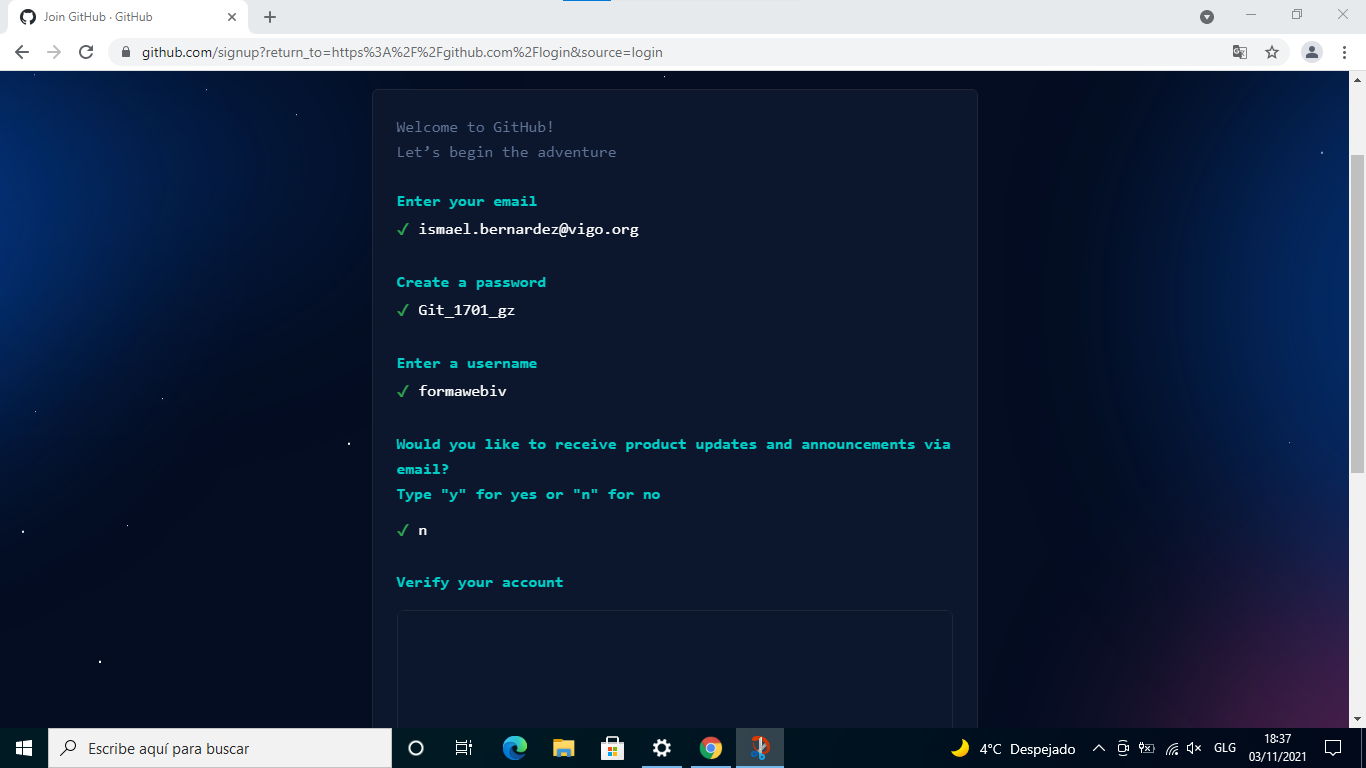 Join GitHub · GitHub
github.com/signup?return_to=https%3A%2F%2Fgithub.com%2Flogin&source=login
Welcome to GitHub!
Let’s begin the adventure
Enter your email
✓ ismael.bernardez@vigo.org
Create a password
✓ Git_1701_gz
Enter a username
✓ formawebiv
Would you like to receive product updates and announcements via
email?
Type "y" for yes or "n" for no
✓ n
Verify your account
Escribe aquí para buscar
4°C Despejado
GLG
18:37
03/11/2021